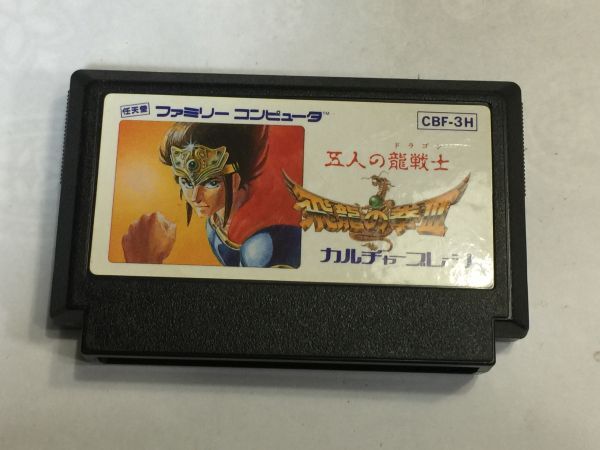 任天堂 ファミリー コンピュータ™
CBF-3H
ドラゴン
五人の龍戦士
飛龍の拳Ⅲ
カルチャーブレーン